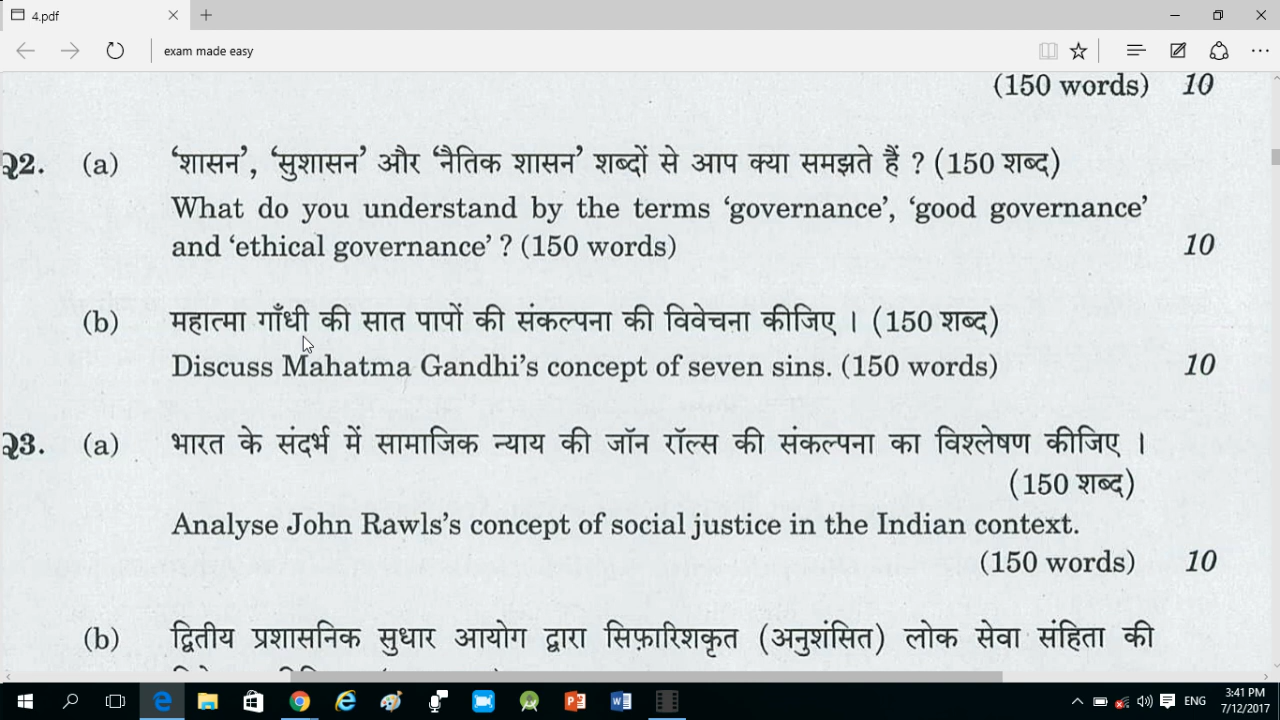 4.pdf
exam made easy
(150 words) 10
Q2. (a) ‘शासन’, ‘सुशासन’ और ‘नैतिक शासन’ शब्दों से आप क्या समझते हैं ? (150 शब्द)
What do you understand by the terms ‘governance’, ‘good governance’
and ‘ethical governance’ ? (150 words) 10
(b) महात्मा गाँधी की सात पापों की संकल्पना की विवेचना कीजिए । (150 शब्द)
Discuss Mahatma Gandhi’s concept of seven sins. (150 words) 10
Q3. (a) भारत के संदर्भ में सामाजिक न्याय की जॉन रॉल्स की संकल्पना का विश्लेषण कीजिए ।
(150 शब्द)
Analyse John Rawls’s concept of social justice in the Indian context.
(150 words) 10
(b) द्वितीय प्रशासनिक सुधार आयोग द्वारा सिफ़ारिशकृत (अनुशंसित) लोक सेवा संहिता की
ENG
3:41 PM
7/12/2017